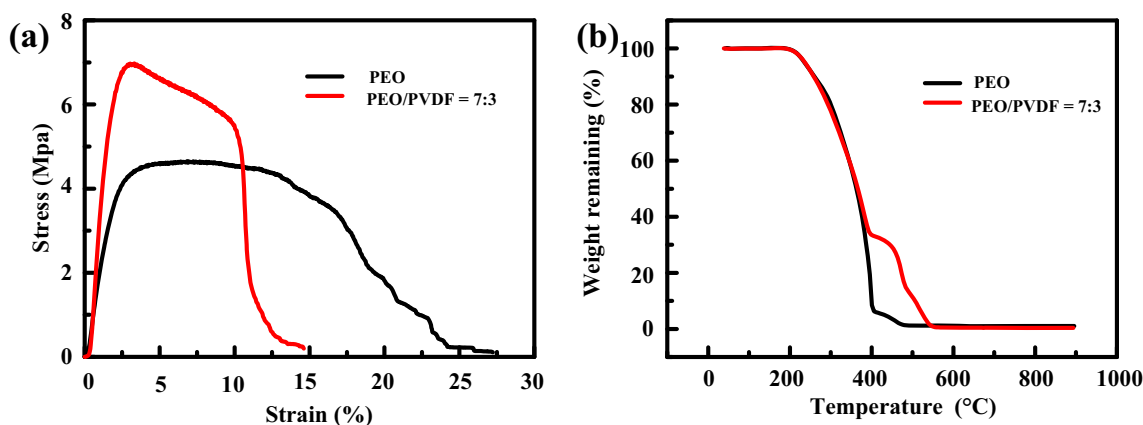 (a)
8
6
4
2
0
Stress (Mpa)
PEO
PEO/PVDF = 7:3
0 5 10 15 20 25 30
Strain (%)
(b)
100
80
60
40
20
0
Weight remaining (%)
PEO
PEO/PVDF = 7:3
0 200 400 600 800 1000
Temperature (°C)